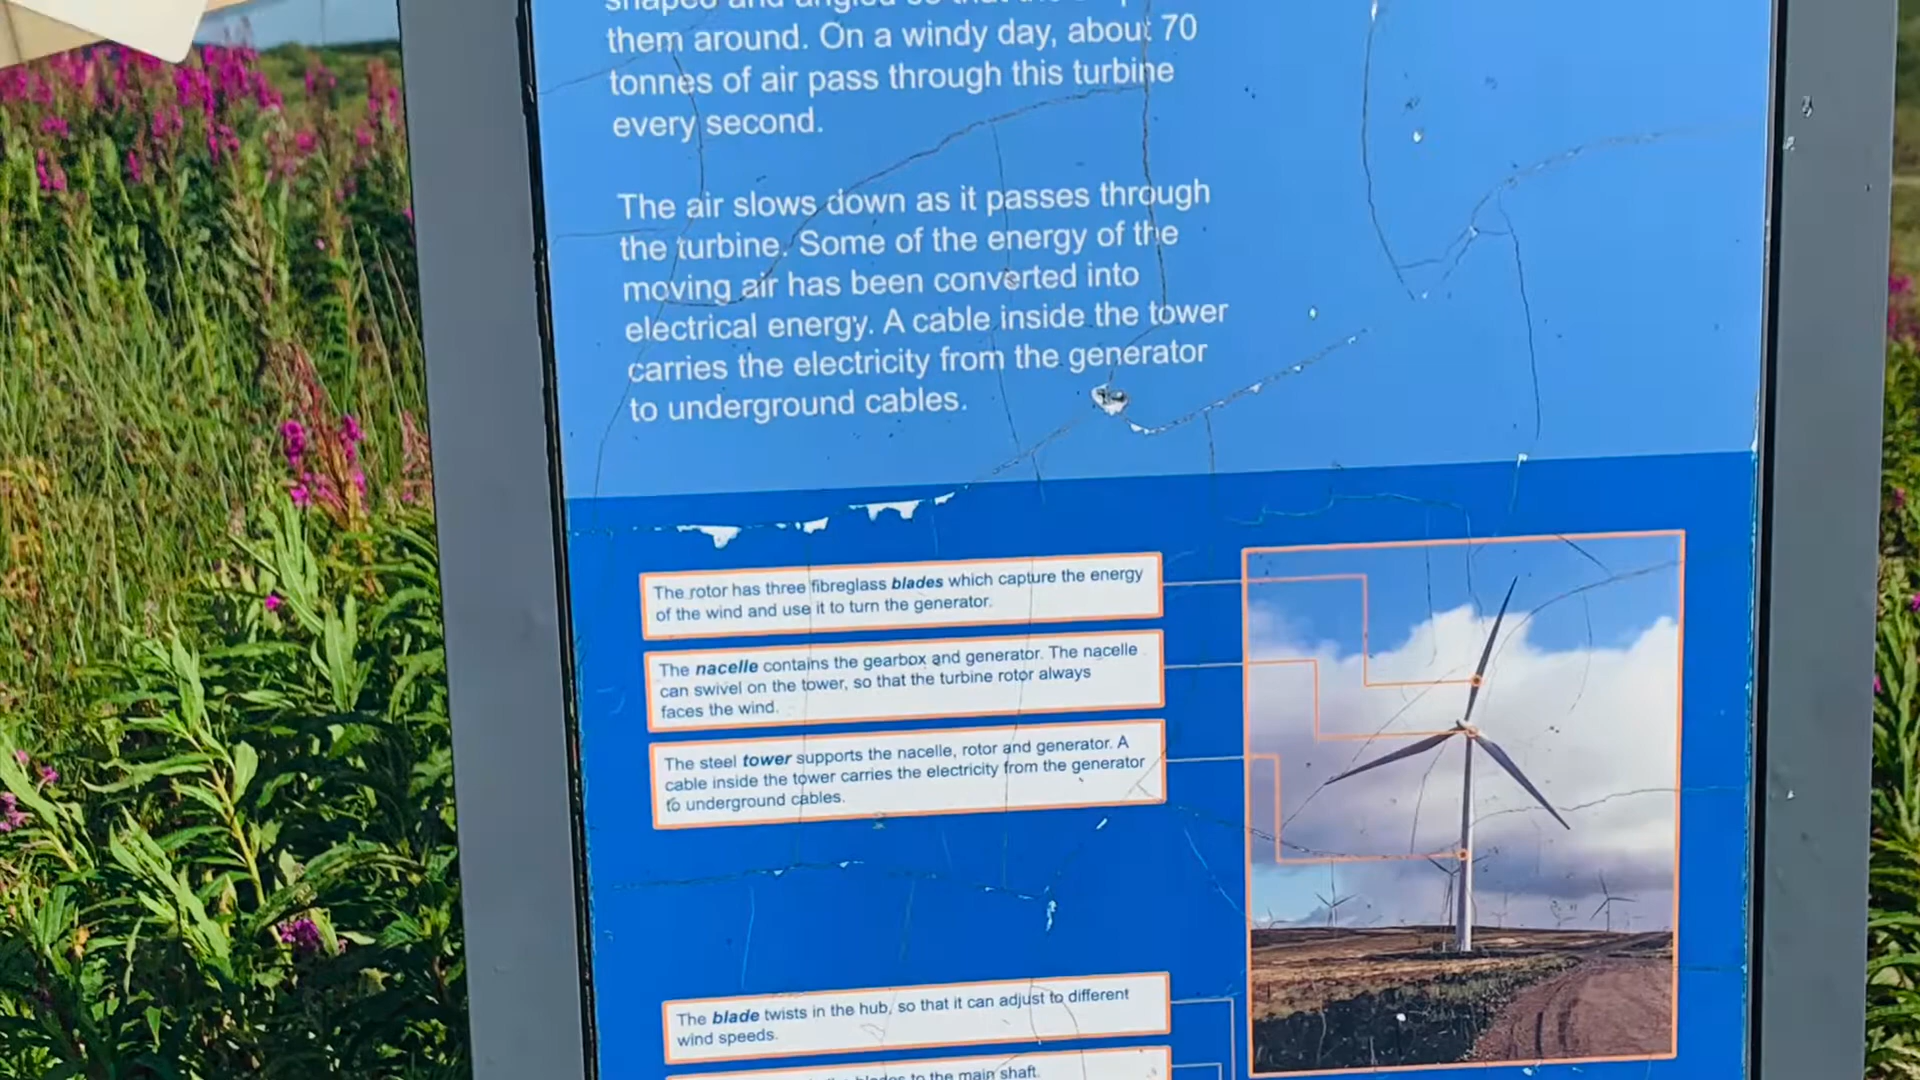 shaped and angled so that the
them around. On a windy day, about 70
tonnes of air pass through this turbine
every second.
The air slows down as it passes through
the turbine. Some of the energy of the
moving air has been converted into
electrical energy. A cable inside the tower
carries the electricity from the generator
to underground cables.
The rotor has three fibreglass blades which capture the energy
of the wind and use it to turn the generator.
The nacelle contains the gearbox and generator. The nacelle
can swivel on the tower, so that the turbine rotor always
faces the wind.
The steel tower supports the nacelle, rotor and generator. A
cable inside the tower carries the electricity from the generator
to underground cables.
The blade twists in the hub, so that it can adjust to different
wind speeds.
blades to the main shaft.